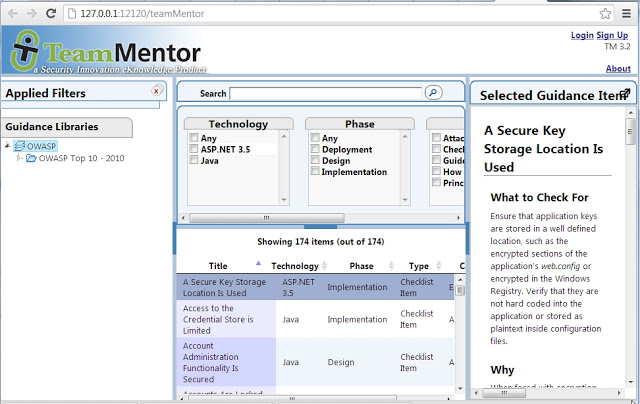 127.0.0.1:12120/teamMentor
Login Sign Up
TM 3.2
About
TeamMentor
a Security Innovation eKnowledge Product
Applied Filters
Guidance Libraries
OWASP
OWASP Top 10 - 2010
Search
Technology
Any
ASP.NET 3.5
Java
Phase
Any
Deployment
Design
Implementation
Attac
Check
Guide
How
Princ
Showing 174 items (out of 174)
Title Technology Phase Type C
A Secure Key Storage Location Is Used ASP.NET 3.5 Implementation Checklist Item
Access to the Credential Store is Limited Java Implementation Checklist Item
Account Administration Functionality Is Secured Java Design Checklist Item
Accounts Are Locked
Selected Guidance Item
A Secure Key
Storage Location Is
Used
What to Check For
Ensure that application keys
are stored in a well defined
location, such as the
encrypted sections of the
application's web.config or
encrypted in the Windows
Registry. Verify that they are
not hard coded into the
application or stored as
plaintext inside configuration
files.
Why
When faced with encryption